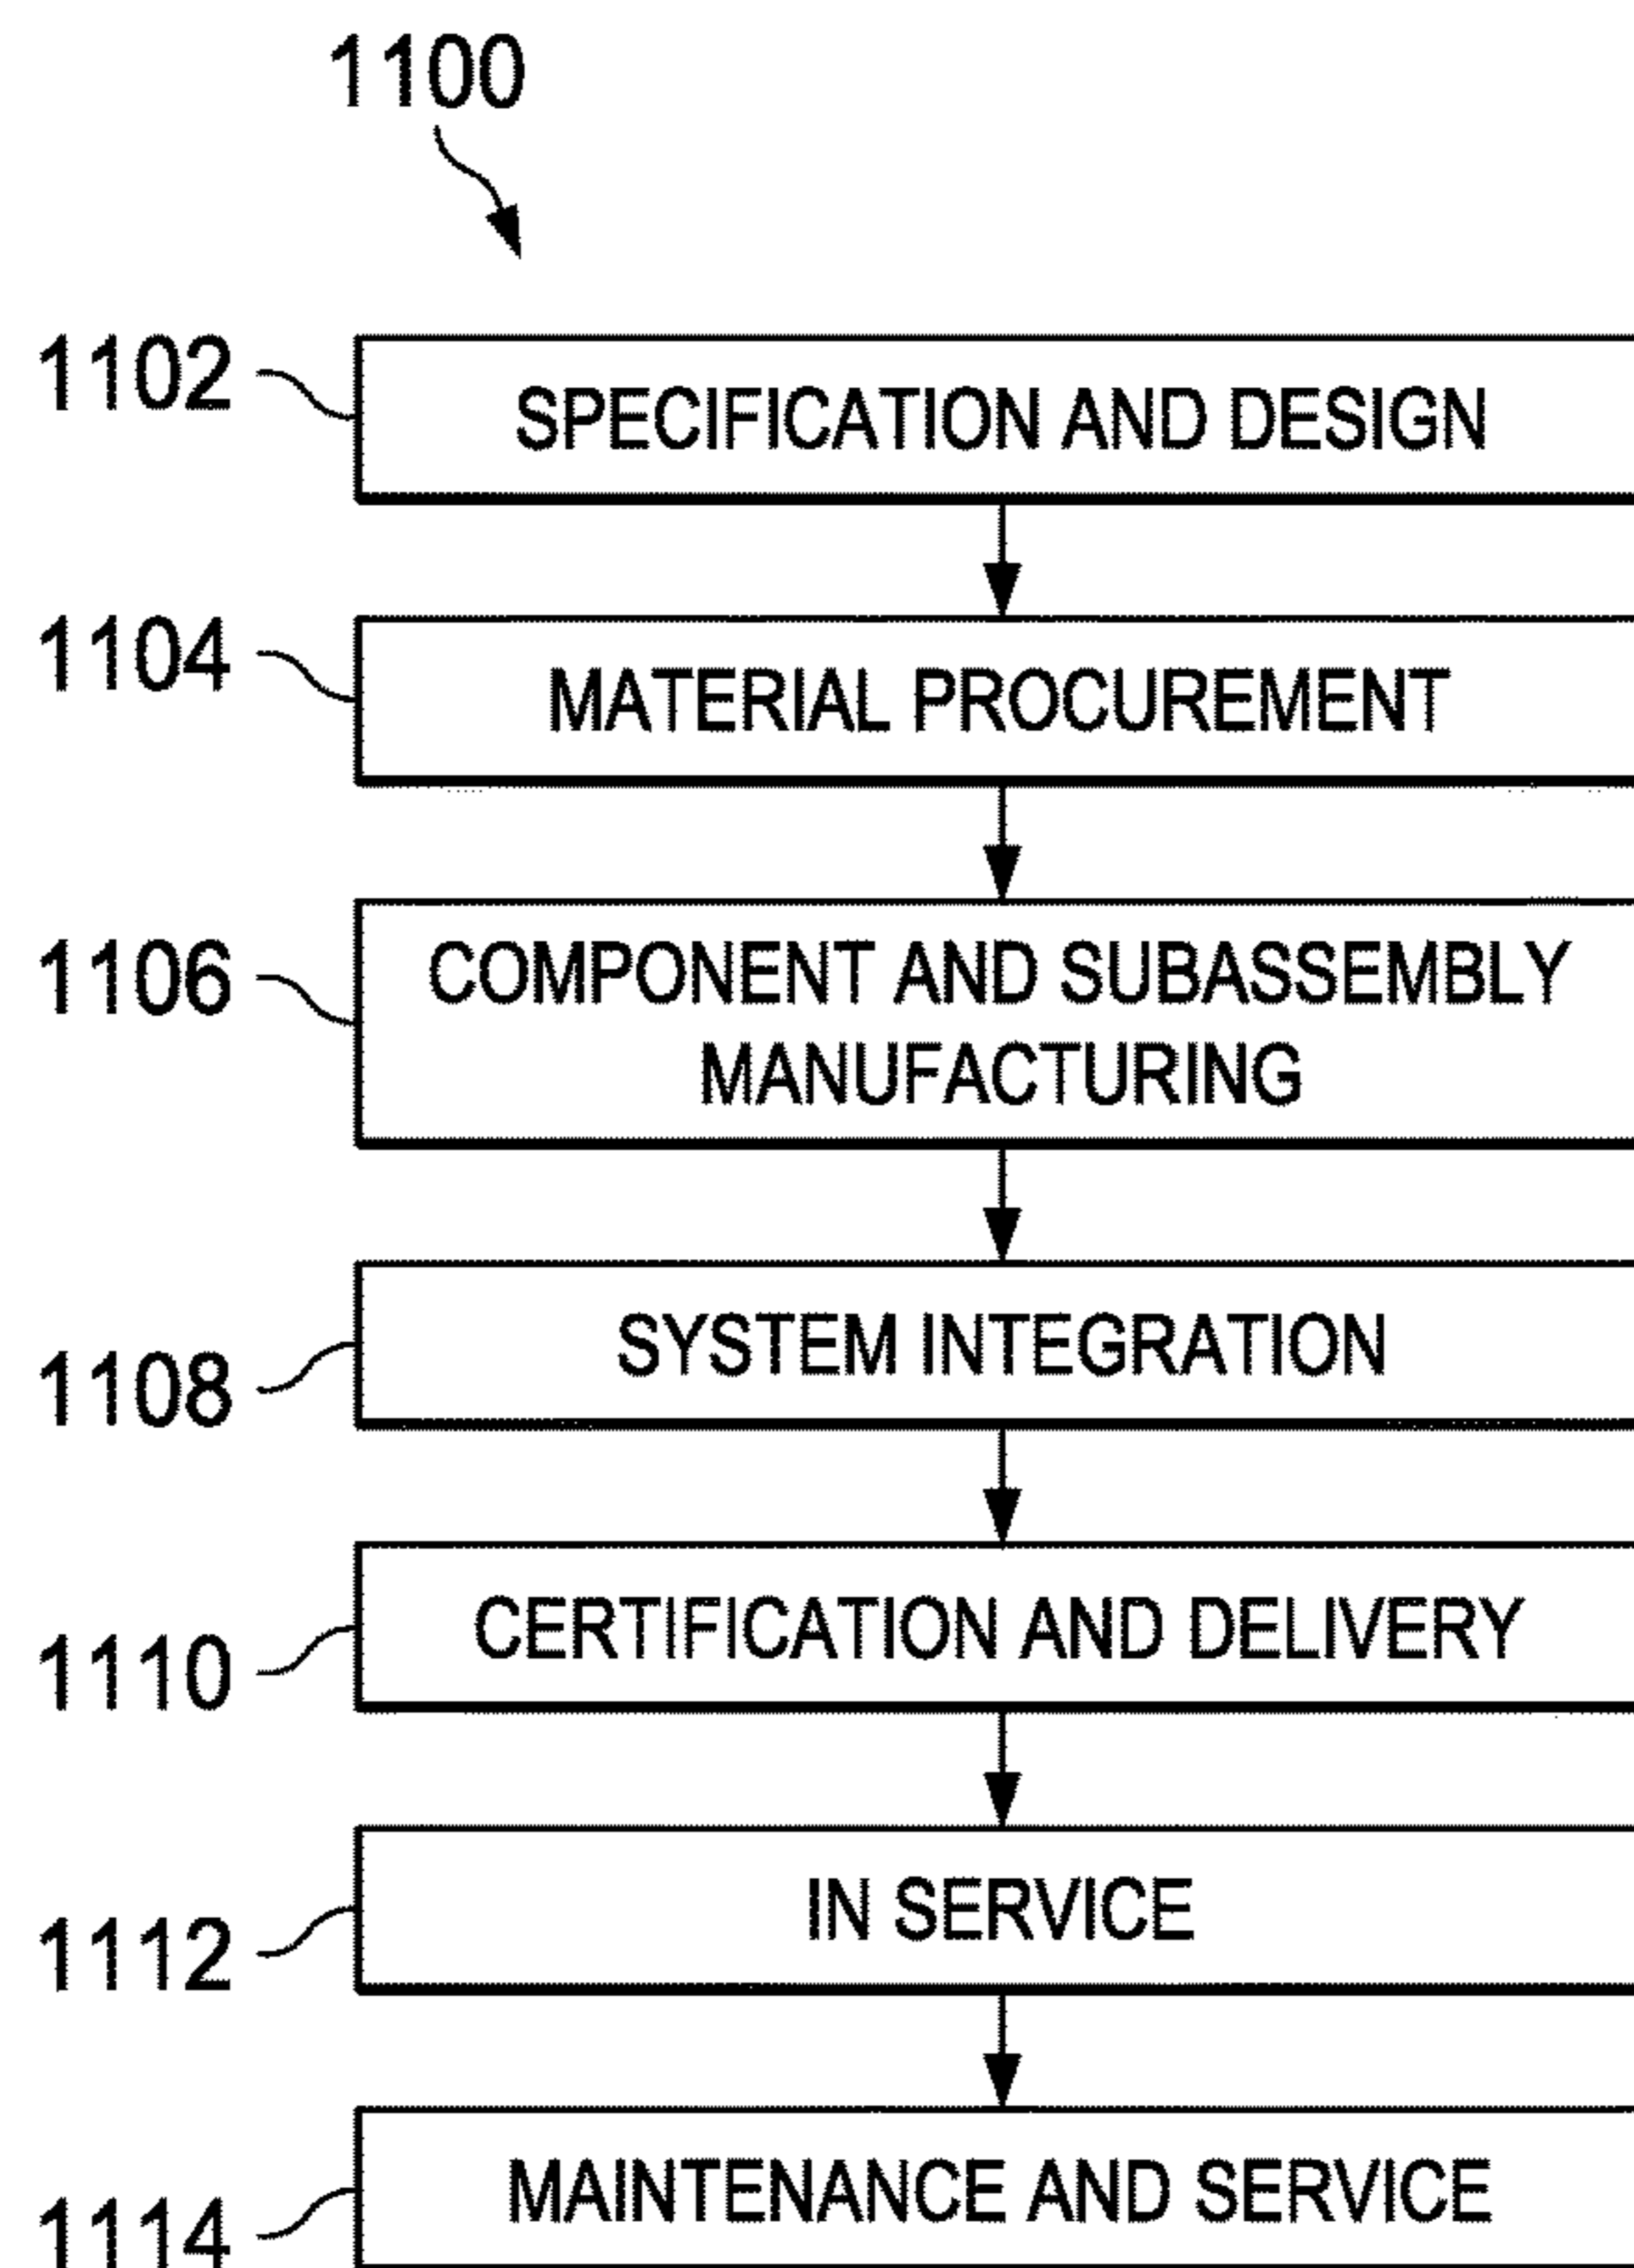 1100
1102
SPECIFICATION AND DESIGN
1104
MATERIAL PROCUREMENT
1106
COMPONENT AND SUBASSEMBLY
MANUFACTURING
1108
SYSTEM INTEGRATION
1110
CERTIFICATION AND DELIVERY
1112
IN SERVICE
1114
MAINTENANCE AND SERVICE